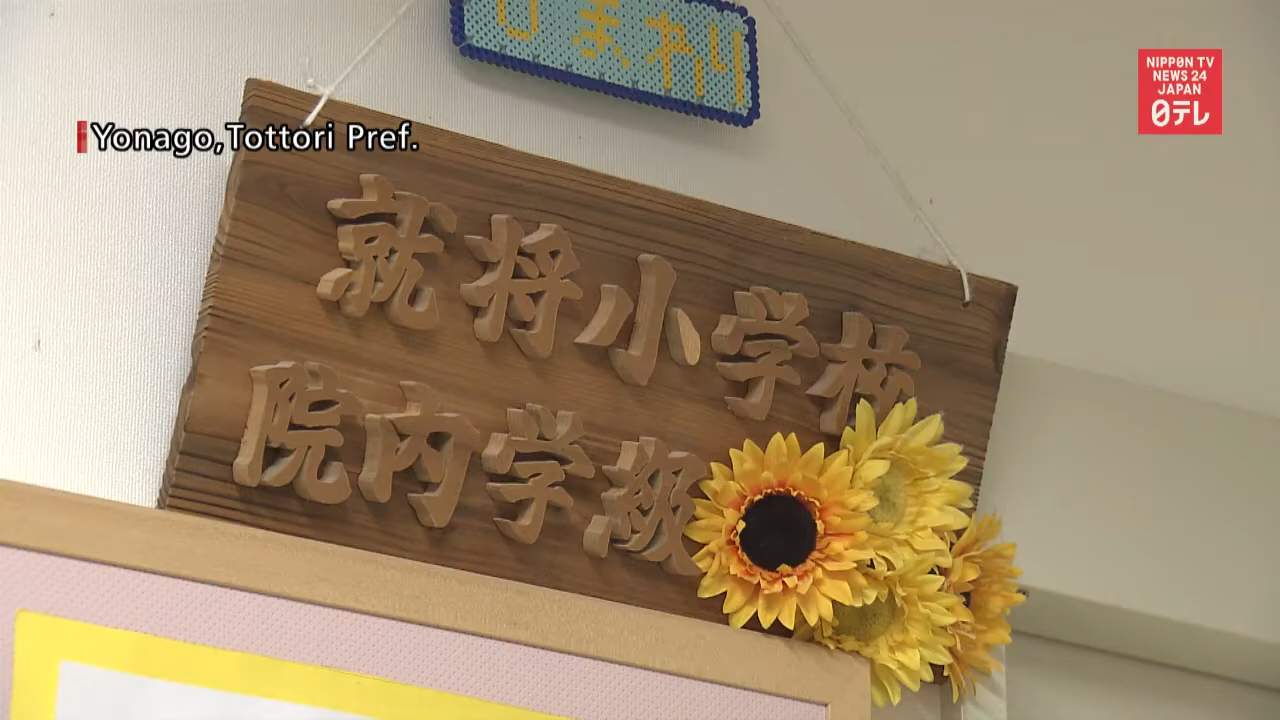 ひまわり
Yonago,Tottori Pref.
就将小学校
院内学級
NIPPON TV
NEWS 24
JAPAN
日テレ